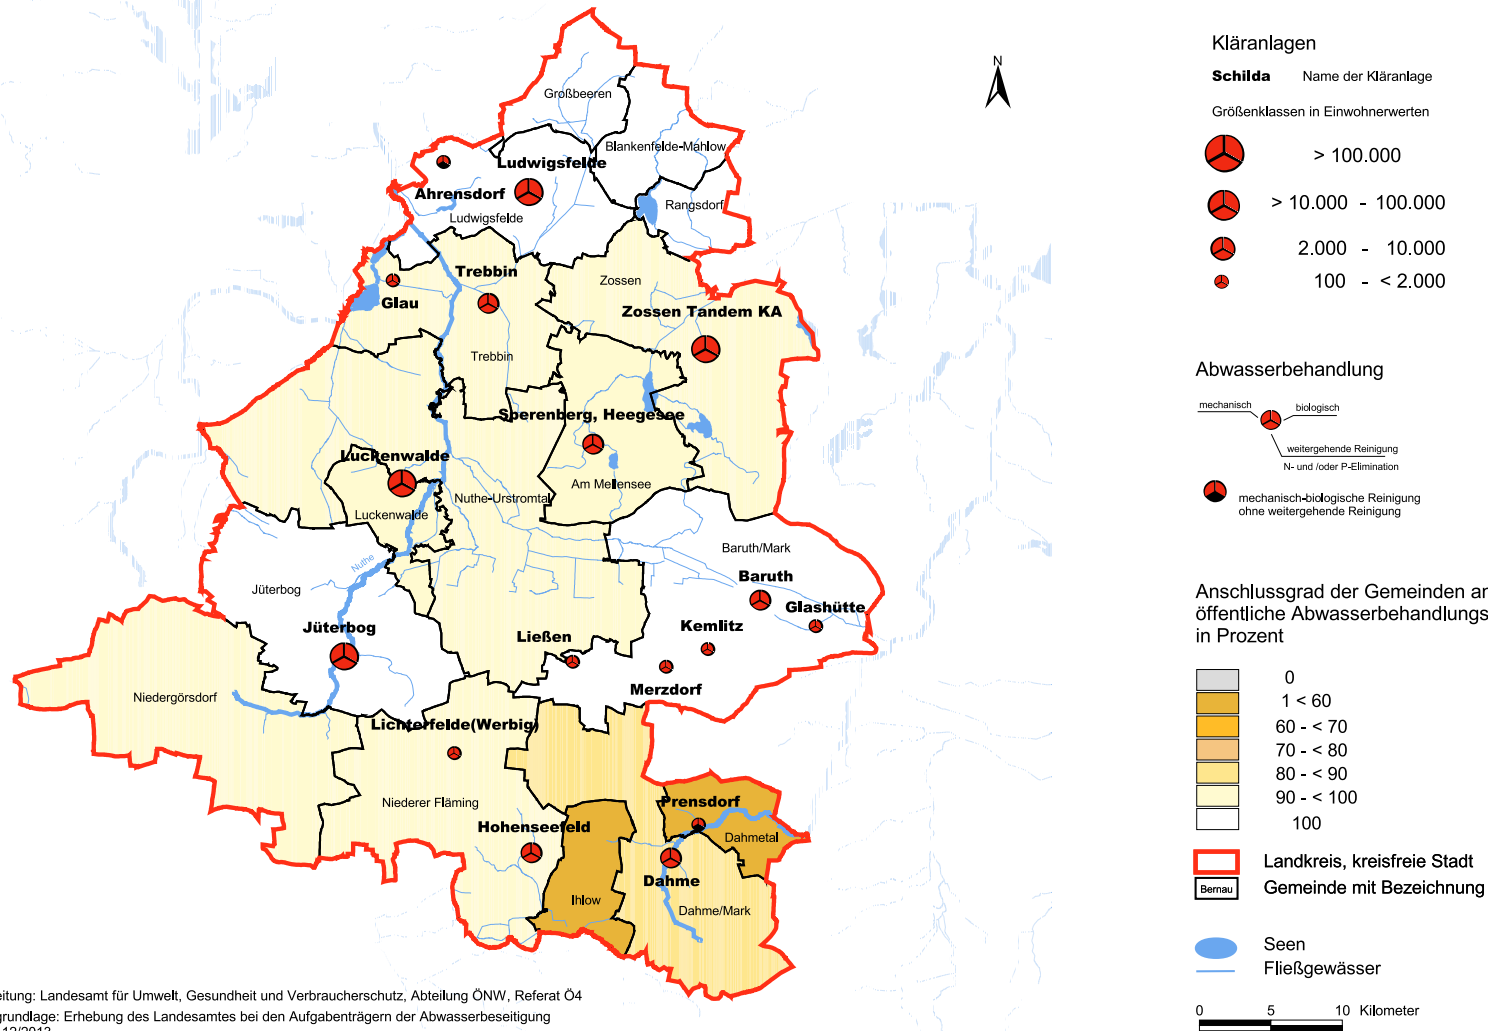 Großbeeren
Blankenfelde-Mahlow
Ludwigsfelde
Ahrensdorf
Rangsdorf
Ludwigsfelde
Trebbin
Zossen
Glau
Zossen Tandem KA
Trebbin
Sperenberg, Heegesee
Luckenwalde
Am Mellensee
Nuthe-Urstromtal
Luckenwalde
Baruth/Mark
Nuthe
Baruth
Jüterbog
Glashütte
Kemlitz
Jüterbog
Ließen
Merzdorf
Niedergörsdorf
Lichterfelde(Werbig)
Niederer Fläming
Prensdorf
Hohenseefeld
Dahmetal
Dahme
Ihlow
Dahme/Mark
N
Kläranlagen
Schilda Name der Kläranlage
Größenklassen in Einwohnerwerten
> 100.000
> 10.000 - 100.000
2.000 - 10.000
100 - < 2.000
Abwasserbehandlung
mechanisch biologisch
weitergehende Reinigung
N- und /oder P-Elimination
mechanisch-biologische Reinigung
ohne weitergehende Reinigung
Anschlussgrad der Gemeinden an
öffentliche Abwasserbehandlungs
in Prozent
0
1 < 60
60 - < 70
70 - < 80
80 - < 90
90 - < 100
100
Landkreis, kreisfreie Stadt
Bernau Gemeinde mit Bezeichnung
Seen
Fließgewässer
0 5 10 Kilometer
eitung: Landesamt für Umwelt, Gesundheit und Verbraucherschutz, Abteilung ÖNW, Referat Ö4
grundlage: Erhebung des Landesamtes bei den Aufgabenträgern der Abwasserbeseitigung
12/2013